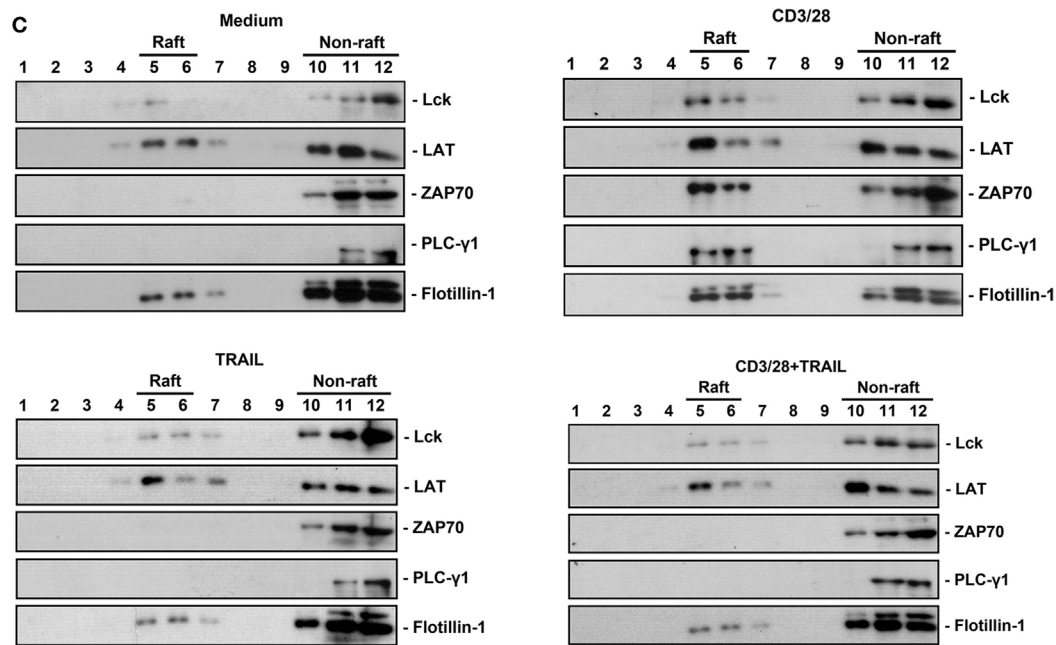 C
Medium
Raft Non-raft
1 2 3 4 5 6 7 8 9 10 11 12
- Lck
- LAT
- ZAP70
- PLC-γ1
- Flotillin-1
CD3/28
Raft Non-raft
1 2 3 4 5 6 7 8 9 10 11 12
- Lck
- LAT
- ZAP70
- PLC-γ1
- Flotillin-1
TRAIL
Raft Non-raft
1 2 3 4 5 6 7 8 9 10 11 12
- Lck
- LAT
- ZAP70
- PLC-γ1
- Flotillin-1
CD3/28+TRAIL
Raft Non-raft
1 2 3 4 5 6 7 8 9 10 11 12
- Lck
- LAT
- ZAP70
- PLC-γ1
- Flotillin-1